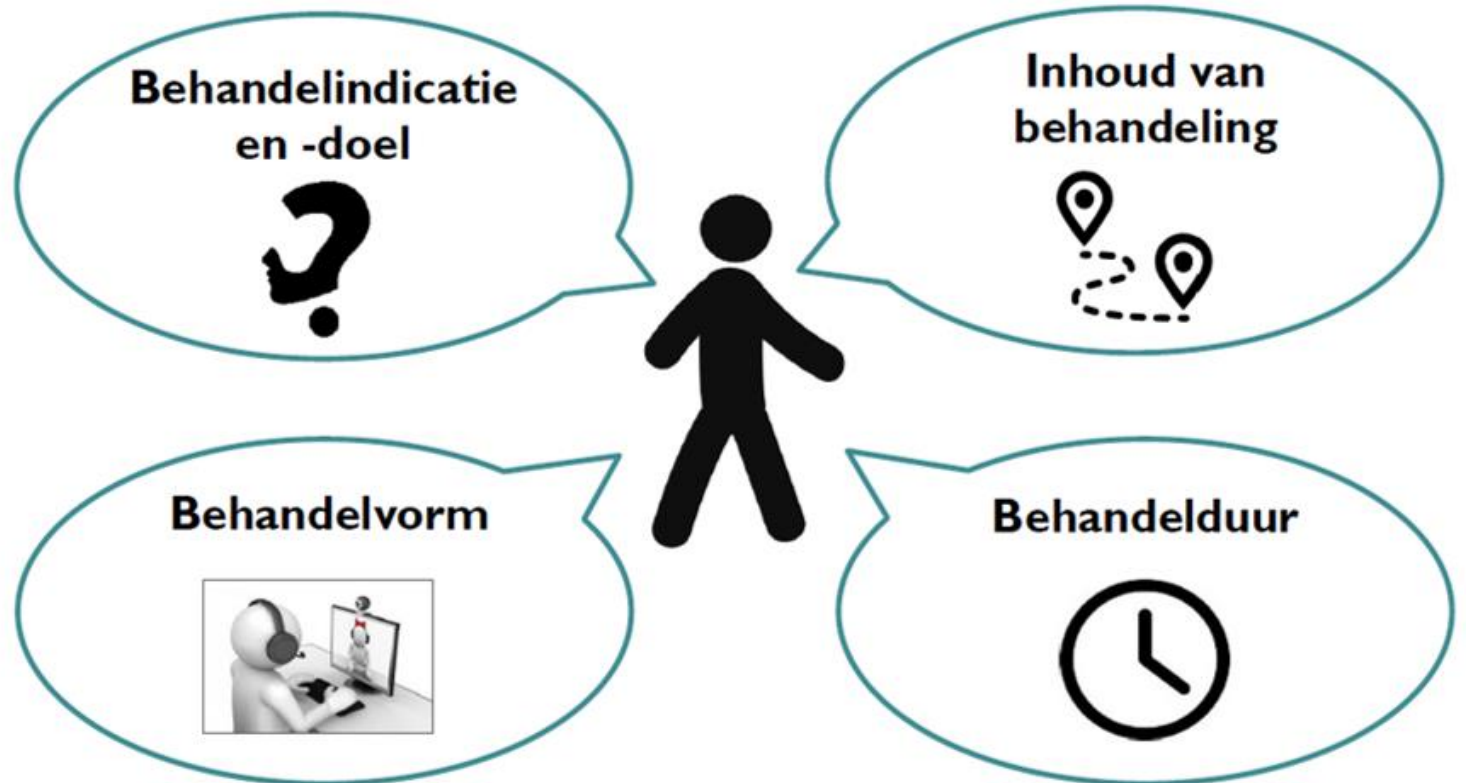 Behandelindicatie
en -doel
Inhoud van
behandeling
Behandelvorm
Behandelduur